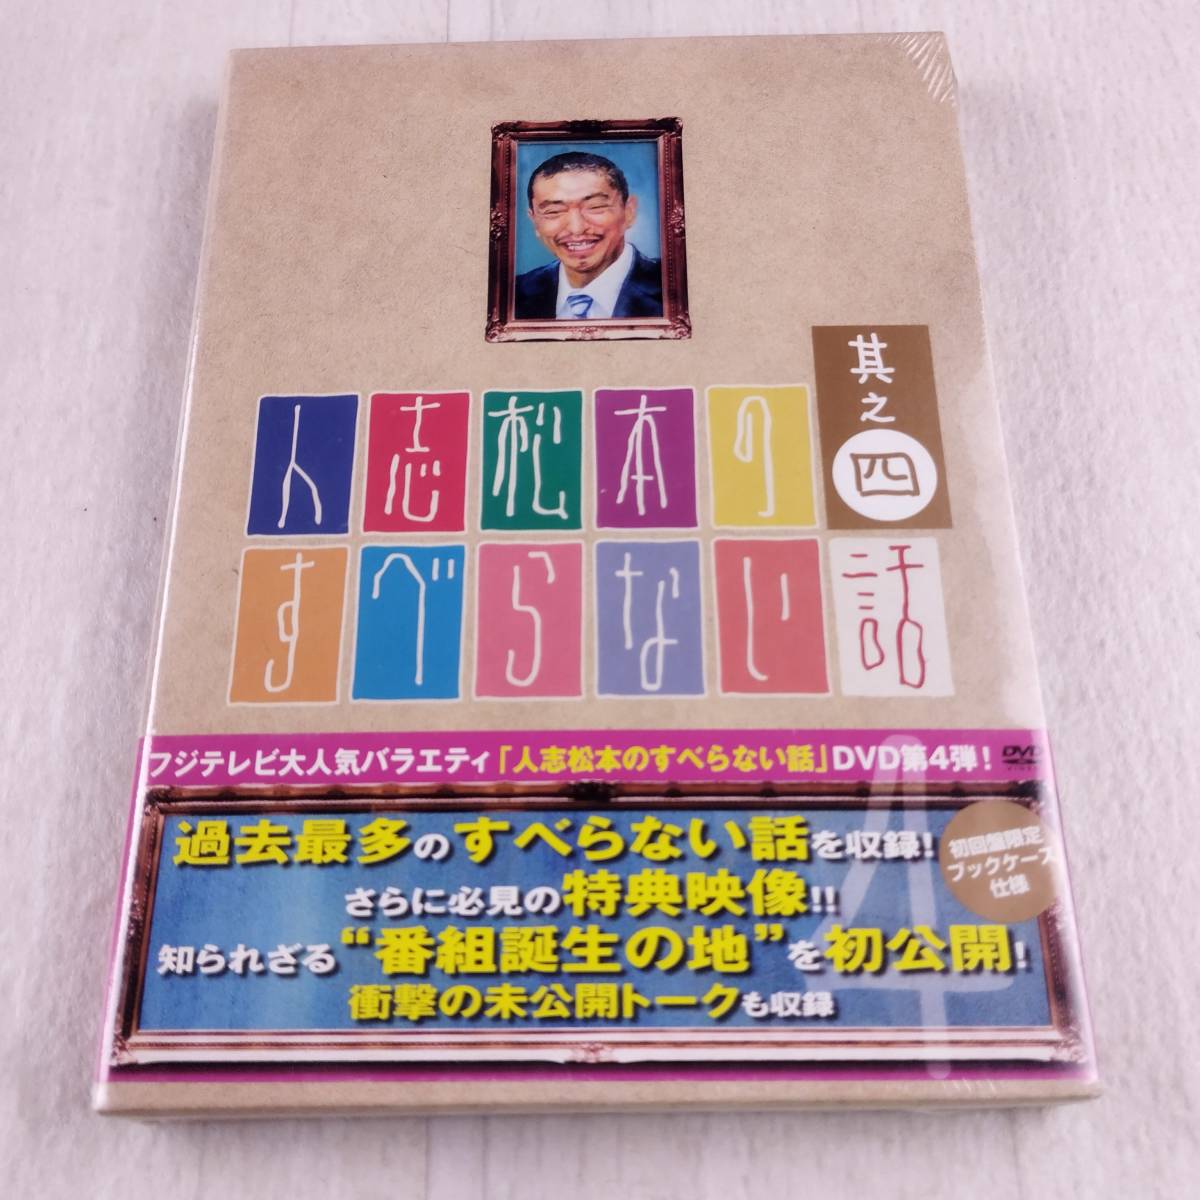 其之
四
人志松本の
すべらない話
フジテレビ大人気バラエティ「人志松本のすべらない話」DVD第4弾!
DVD
VIDEO
4
過去最多のすべらない話を収録!
初回盤限定
ブックケース
仕様
さらに必見の特典映像!!
知られざる“番組誕生の地”を初公開!
衝撃の未公開トークも収録